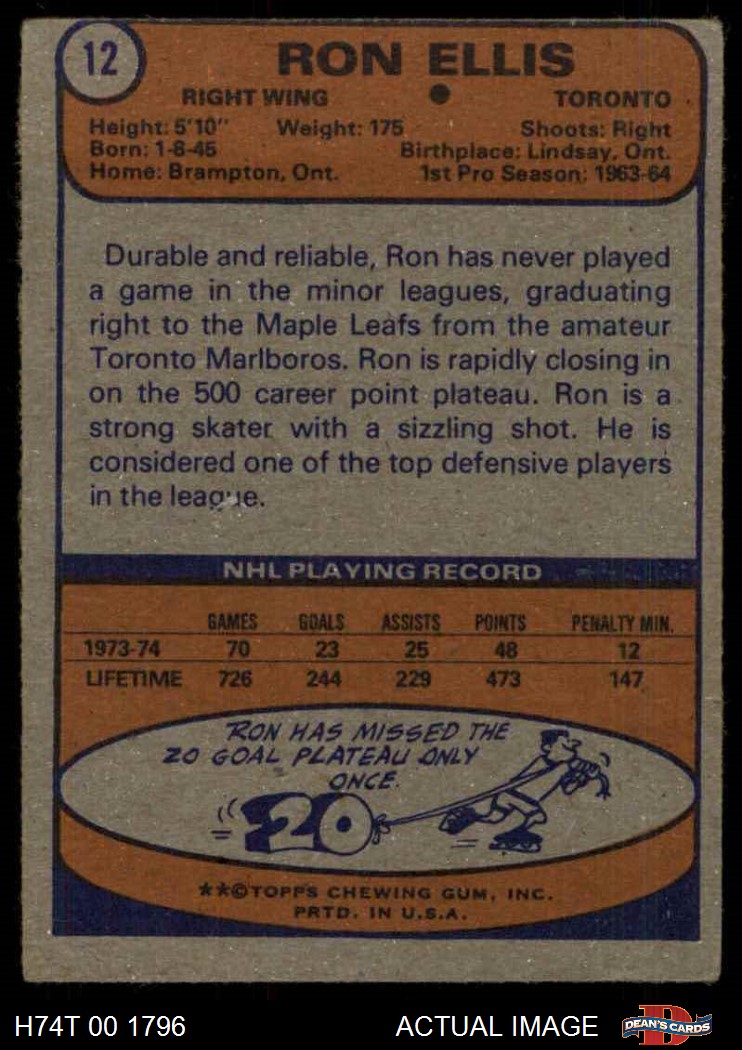 12
RON ELLIS
RIGHT WING TORONTO
Height: 5'10" Weight: 175 Shoots: Right
Born: 1-8-45 Birthplace: Lindsay, Ont.
Home: Brampton, Ont. 1st Pro Season: 1963-64
Durable and reliable, Ron has never played
a game in the minor leagues, graduating
right to the Maple Leafs from the amateur
Toronto Marlboros. Ron is rapidly closing in
on the 500 career point plateau. Ron is a
strong skater with a sizzling shot. He is
considered one of the top defensive players
in the league.
NHL PLAYING RECORD
GAMES GOALS ASSISTS POINTS PENALTY MIN.
1973-74 70 23 25 48 12
LIFETIME 726 244 229 473 147
RON HAS MISSED THE
20 GOAL PLATEAU ONLY
ONCE.
20
**©TOPPS CHEWING GUM, INC.
PRTD. IN U.S.A.
H74T 00 1796 ACTUAL IMAGE D DEAN'S CARDS